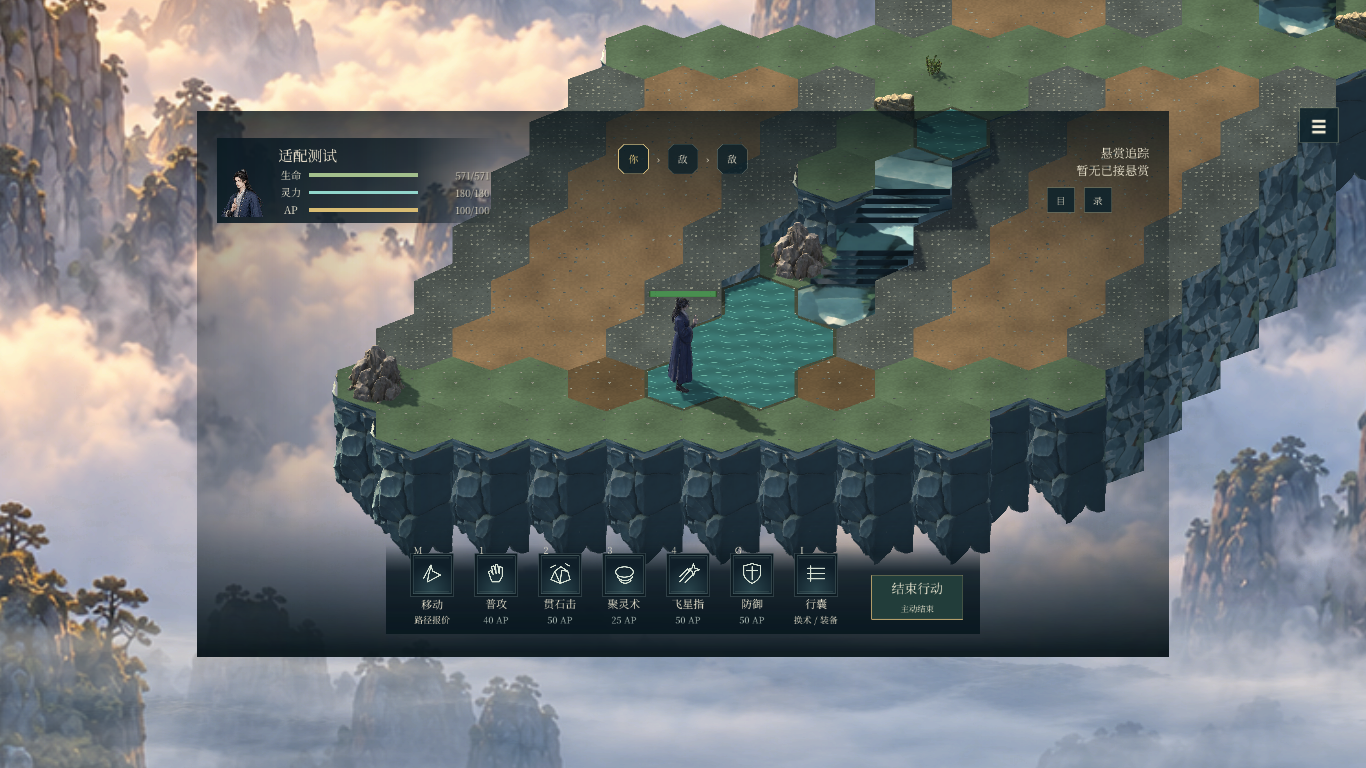 适配测试
生命 571/571
灵力 180/180
AP 100/100
你 › 敌 › 敌
悬赏追踪
暂无已接悬赏
目 录
M 1 2 3 4 G I
移动 普攻 贯石击 聚灵术 飞星指 防御 行囊
路径报价 40 AP 50 AP 25 AP 50 AP 50 AP 换术 / 装备
结束行动
主动结束